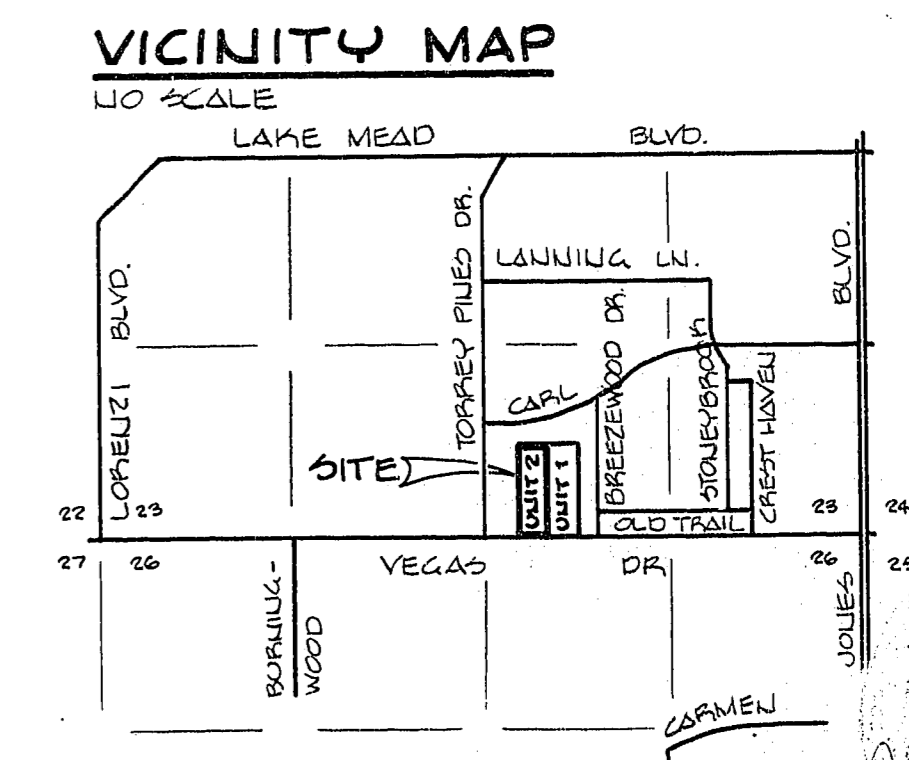 VICINITY MAP
NO SCALE
LAKE MEAD BLVD.
TORREY PINES DR.
LANNING LN.
LORENZI BLVD.
BLVD.
BREEZEWOOD DR.
STONEYBROOK
CREST HAVEN
CARL
SITE
UNIT 2
UNIT 1
OLD TRAIL
22 23
23 24
27 26
VEGAS DR
26 25
BURNING-
WOOD
JONES
CARMEN